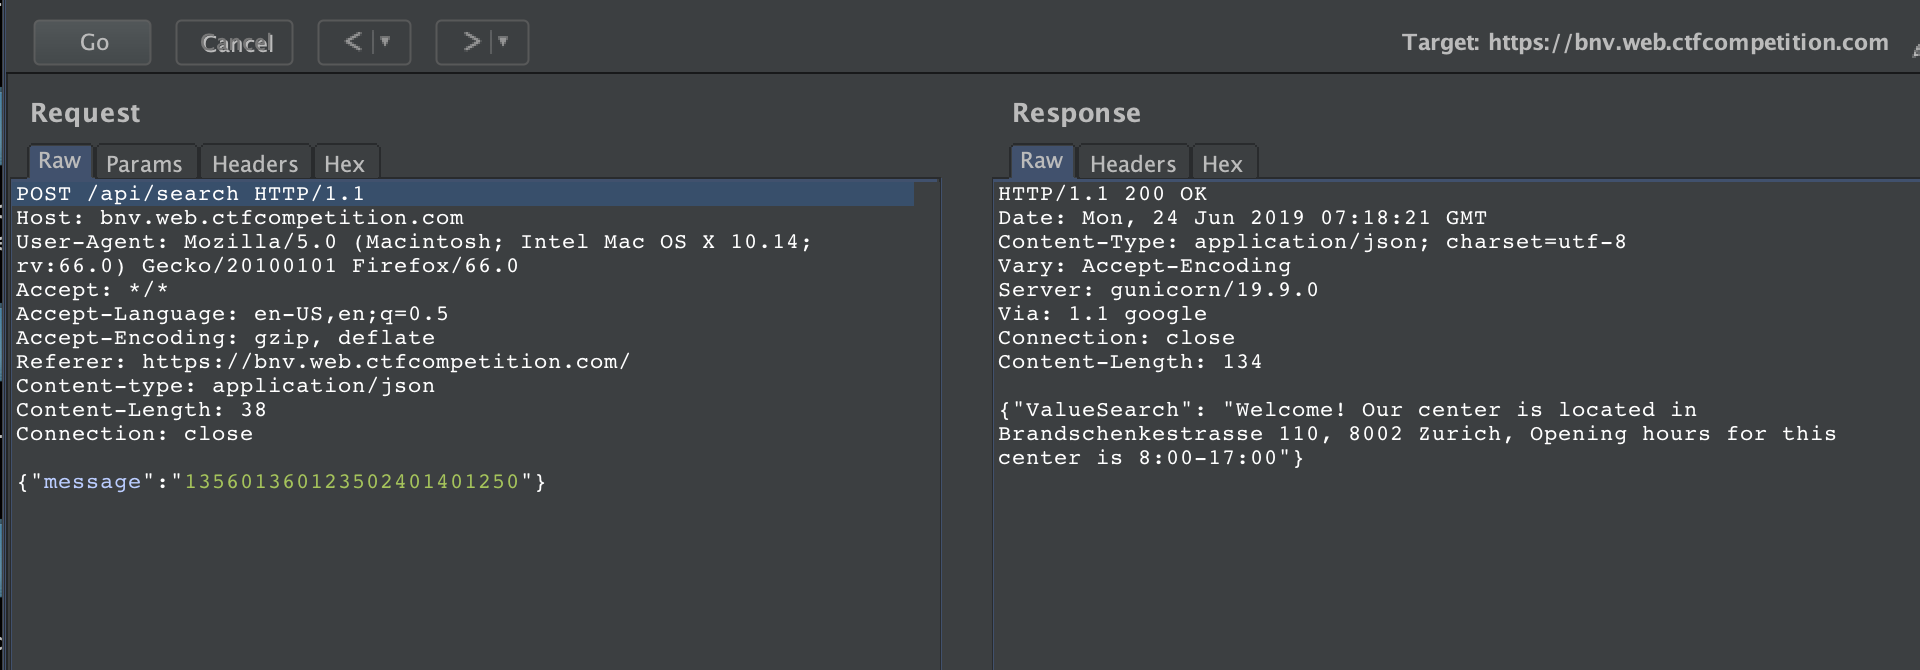 Go
Cancel
<
>
Target: https://bnv.web.ctfcompetition.com
Request
Raw Params Headers Hex
POST /api/search HTTP/1.1
Host: bnv.web.ctfcompetition.com
User-Agent: Mozilla/5.0 (Macintosh; Intel Mac OS X 10.14;
rv:66.0) Gecko/20100101 Firefox/66.0
Accept: */*
Accept-Language: en-US,en;q=0.5
Accept-Encoding: gzip, deflate
Referer: https://bnv.web.ctfcompetition.com/
Content-type: application/json
Content-Length: 38
Connection: close
{"message":"135601360123502401401250"}
Response
Raw Headers Hex
HTTP/1.1 200 OK
Date: Mon, 24 Jun 2019 07:18:21 GMT
Content-Type: application/json; charset=utf-8
Vary: Accept-Encoding
Server: gunicorn/19.9.0
Via: 1.1 google
Connection: close
Content-Length: 134
{"ValueSearch": "Welcome! Our center is located in
Brandschenkestrasse 110, 8002 Zurich, Opening hours for this
center is 8:00-17:00"}